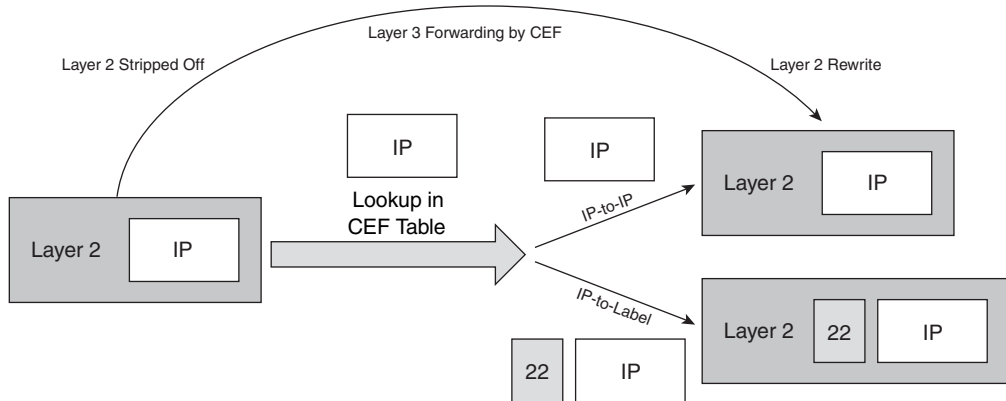 Layer 3 Forwarding by CEF
Layer 2 Stripped Off
Layer 2 Rewrite
IP
IP
Layer 2
IP
Lookup in
CEF Table
IP-to-IP
Layer 2
IP
IP-to-Label
Layer 2
22
IP
22
IP